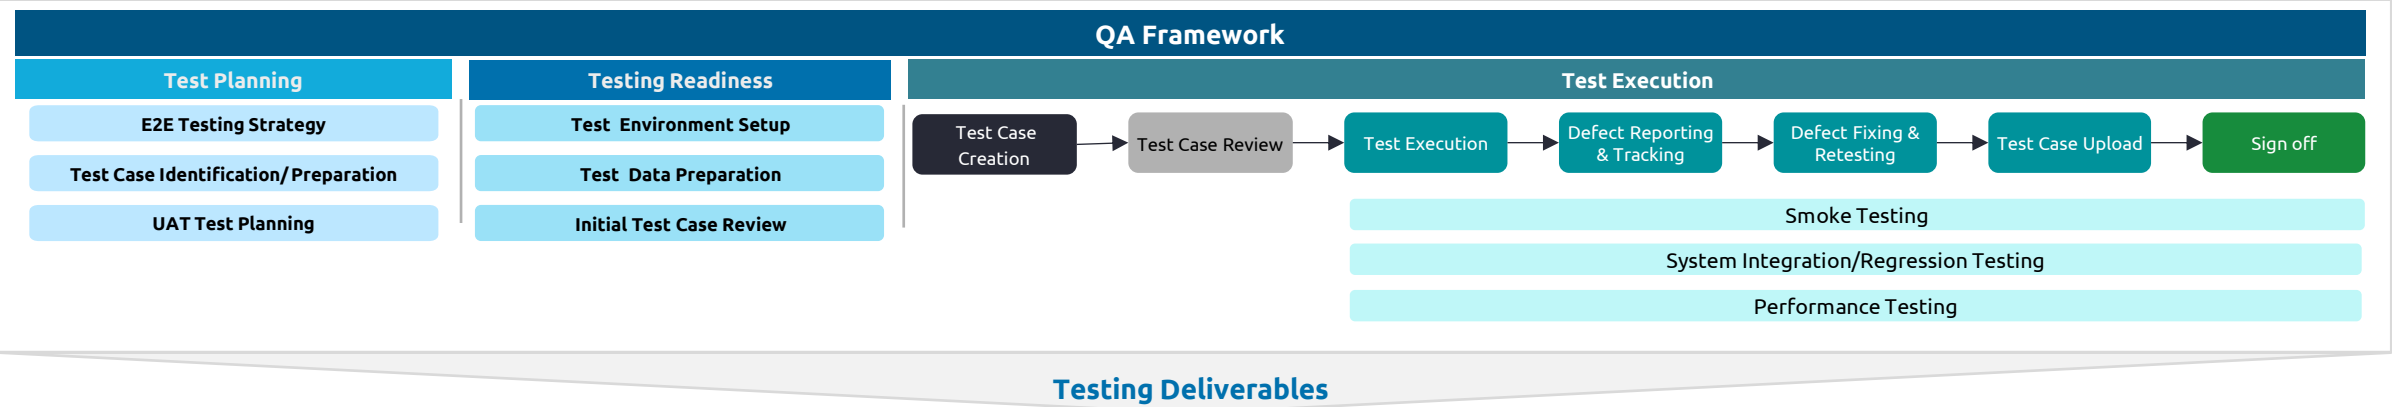 QA Framework
Test Planning
E2E Testing Strategy
Test Case Identification/Preparation
UAT Test Planning
Testing Readiness
Test Environment Setup
Test Data Preparation
Initial Test Case Review
Test Execution
Test Case
Creation
Test Case Review
Test Execution
Defect Reporting
& Tracking
Defect Fixing &
Retesting
Test Case Upload
Sign off
Smoke Testing
System Integration/Regression Testing
Performance Testing
Testing Deliverables